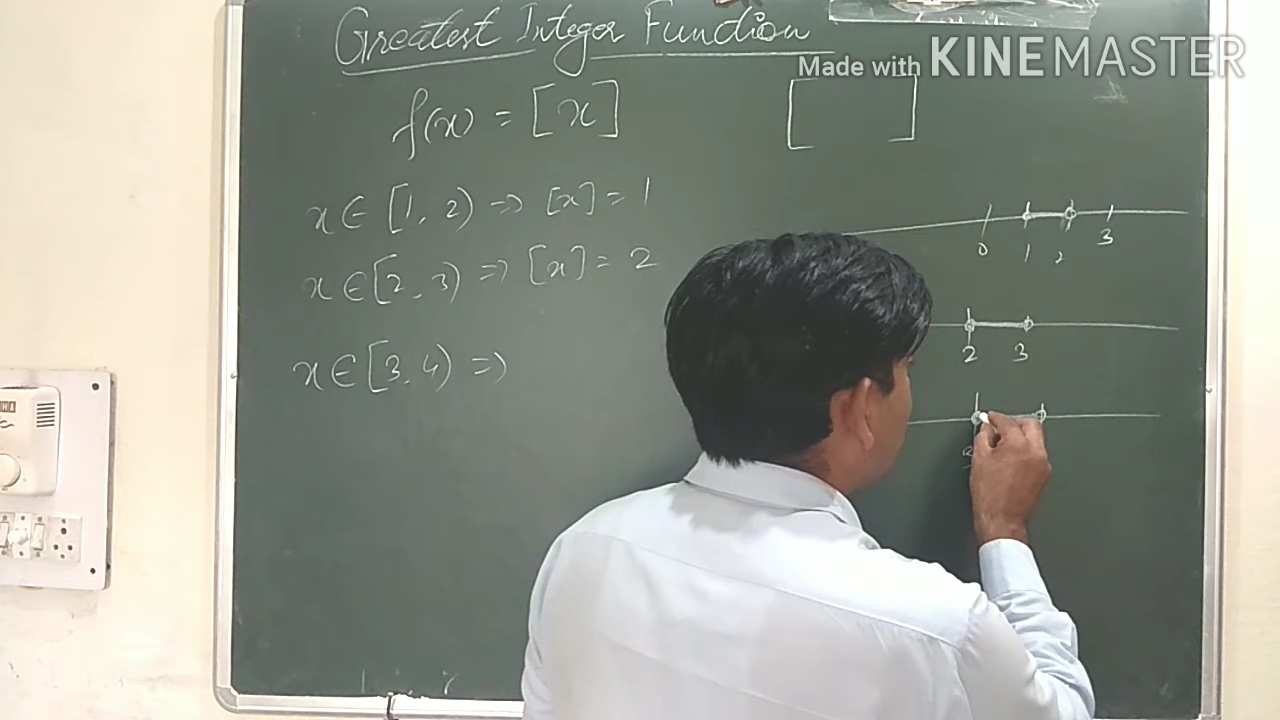 Greatest Integer Function
Made with KINEMASTER
f(x) = [x]
[ ]
x ∈ [1, 2) => [x] = 1
0 1 2 3
x ∈ [2, 3) => [x] = 2
2 3
x ∈ [3, 4) =>